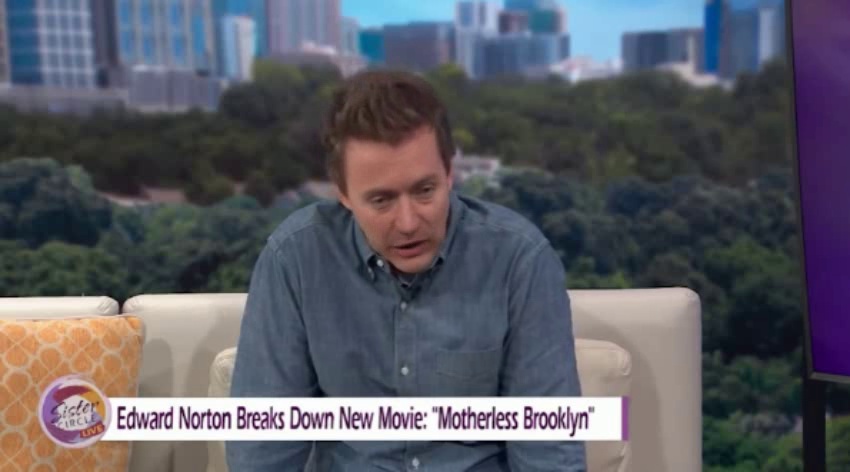 Sister
CIRCLE
LIVE
Edward Norton Breaks Down New Movie: "Motherless Brooklyn"